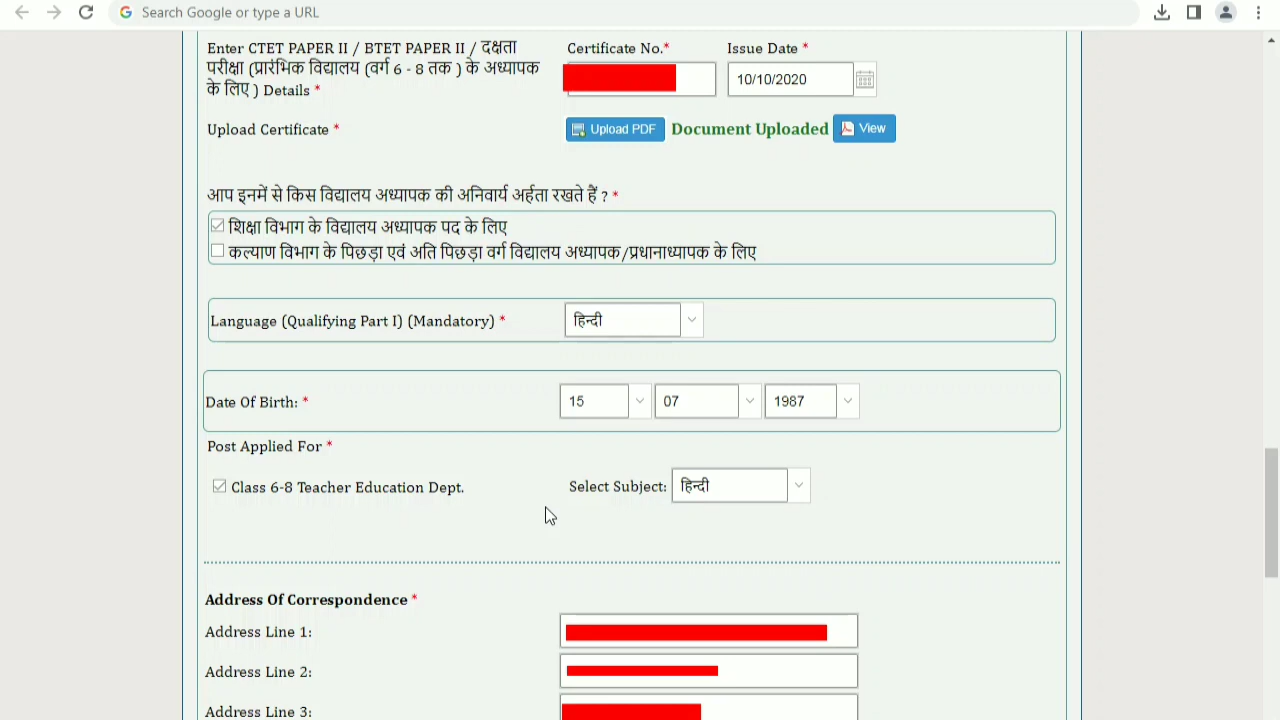 Search Google or type a URL
Enter CTET PAPER II / BTET PAPER II / दक्षता
परीक्षा (प्रारंभिक विद्यालय (वर्ग 6 - 8 तक ) के अध्यापक
के लिए ) Details *
Certificate No.*
Issue Date *
10/10/2020
Upload Certificate *
Upload PDF Document Uploaded View
आप इनमें से किस विद्यालय अध्यापक की अनिवार्य अर्हता रखते हैं ? *
शिक्षा विभाग के विद्यालय अध्यापक पद के लिए
कल्याण विभाग के पिछड़ा एवं अति पिछड़ा वर्ग विद्यालय अध्यापक/प्रधानाध्यापक के लिए
Language (Qualifying Part I) (Mandatory) * हिन्दी
Date Of Birth: * 15 07 1987
Post Applied For *
Class 6-8 Teacher Education Dept. Select Subject: हिन्दी
Address Of Correspondence *
Address Line 1:
Address Line 2:
Address Line 3: